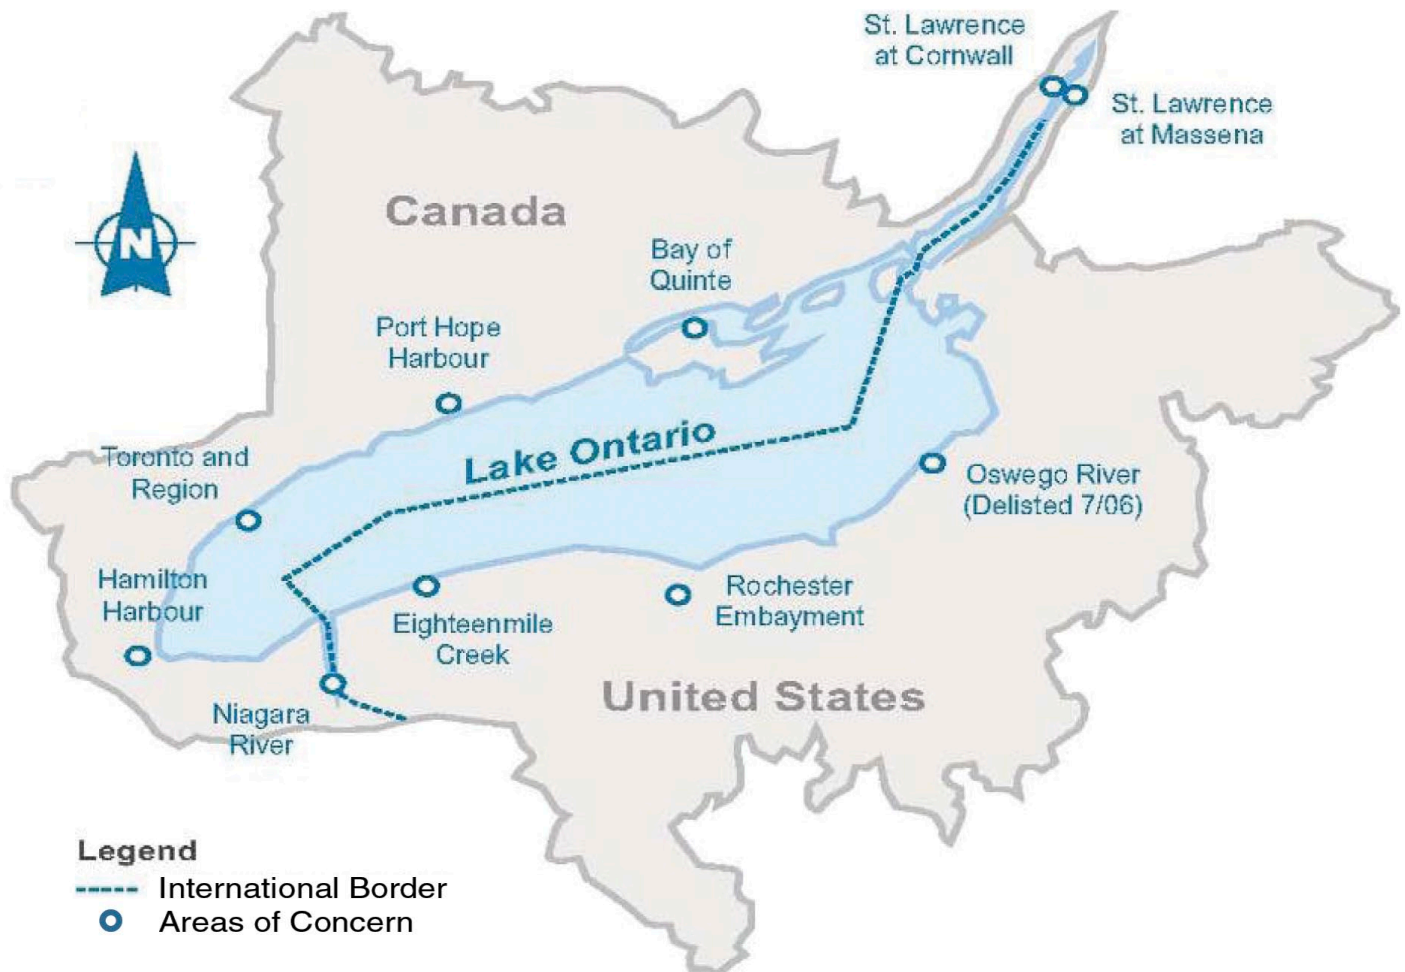 St. Lawrence
at Cornwall
St. Lawrence
at Massena
N
Canada
Bay of
Quinte
Port Hope
Harbour
Lake Ontario
Toronto and
Region
Oswego River
(Delisted 7/06)
Hamilton
Harbour
Eighteenmile
Creek
Rochester
Embayment
United States
Niagara
River
Legend
International Border
Areas of Concern